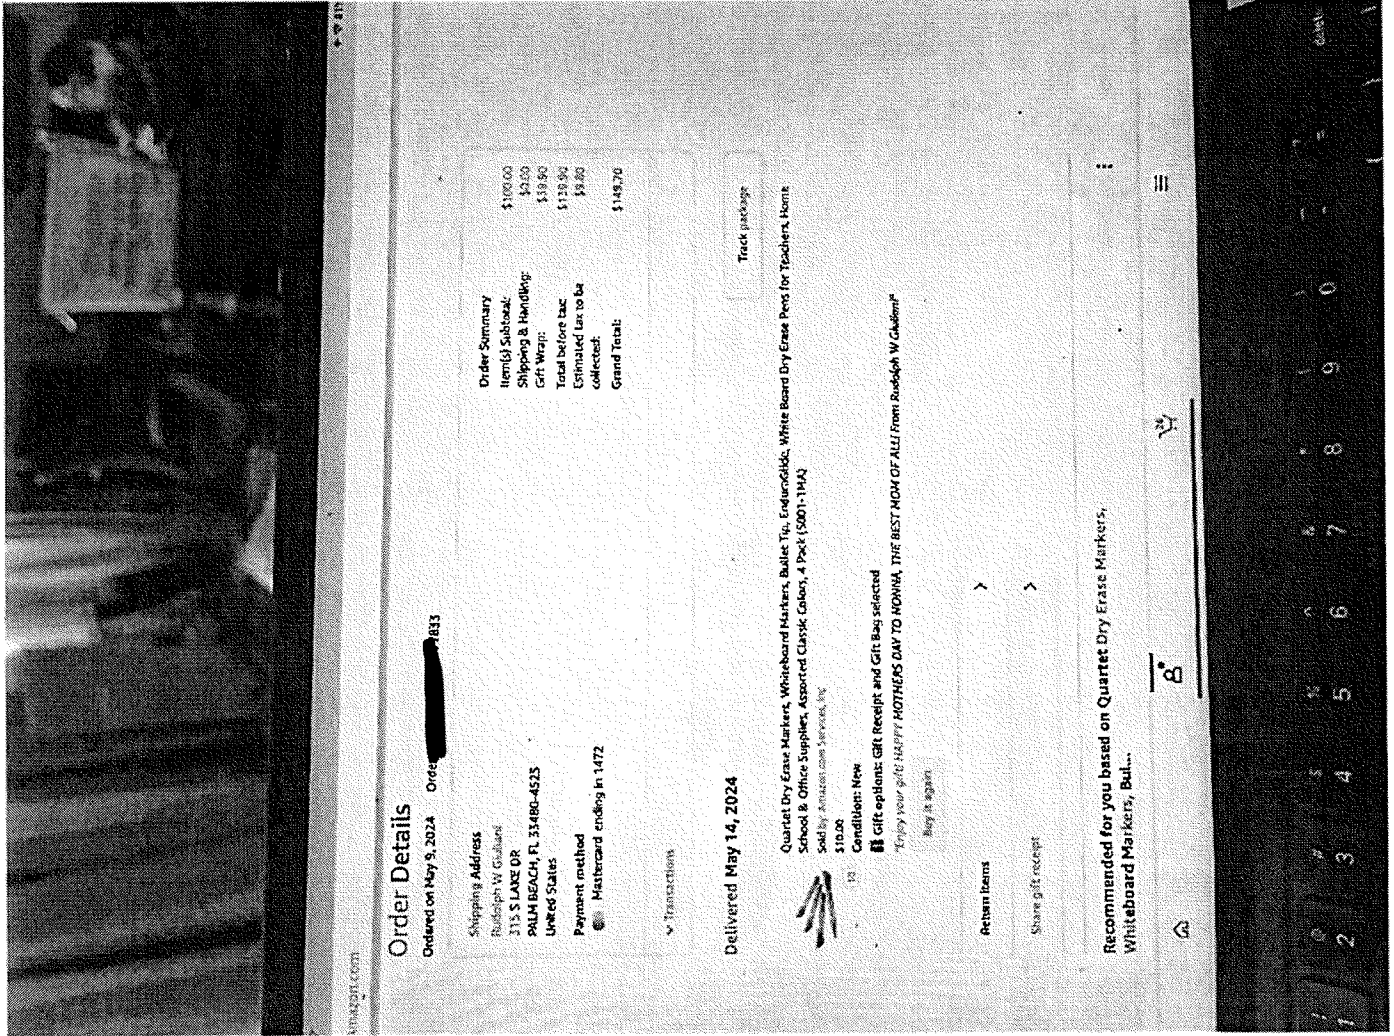 81%
amazon.com
Order Details
Ordered on May 9, 2024 Orde 1833
Shipping Address
Rudolph W Giuliani
315 S LAKE DR
PALM BEACH, FL 33480-4525
United States
Payment method
Mastercard ending in 1472
Order Summary
Item(s) Subtotal: $100.00
Shipping & Handling: $0.00
Gift Wrap: $39.90
Total before tax: $139.90
Estimated tax to be collected: $9.80
Grand Total: $149.70
Transactions
Delivered May 14, 2024
Track package
Quartet Dry Erase Markers, Whiteboard Markers, Bullet Tip, EnduraGlide, White Board Dry Erase Pens for Teachers, Home
School & Office Supplies, Assorted Classic Colors, 4 Pack (5001-1MA)
Sold by Amazon.com Services, Inc
$10.00
Condition: New
10
Gift options: Gift Receipt and Gift Bag selected
"Enjoy your gift! HAPPY MOTHERS DAY TO NONNA, THE BEST MOM OF ALL! From Rudolph W Giuliani"
Buy it again
Return items
Share gift receipt
Recommended for you based on Quartet Dry Erase Markers,
Whiteboard Markers, Bul...
1 2 3 4 5 6 7 8 9 0 - = delete